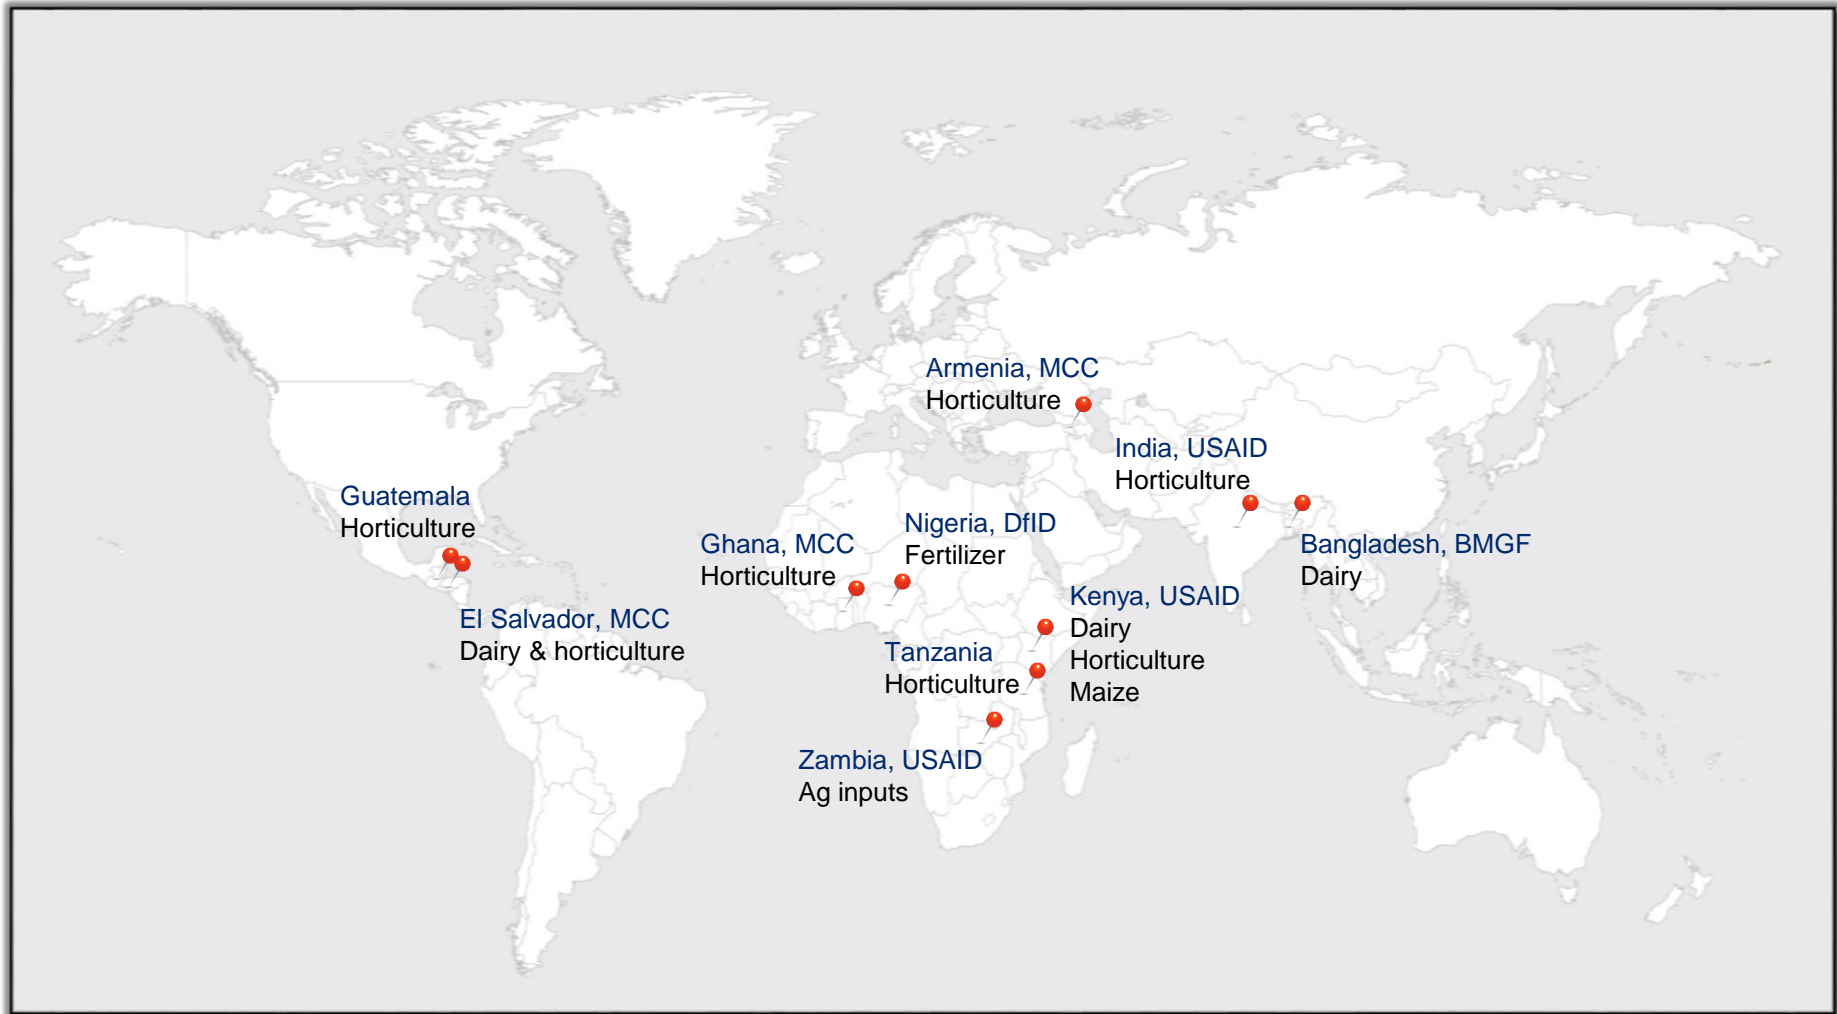 Armenia, MCC
Horticulture
India, USAID
Horticulture
Guatemala
Horticulture
Nigeria, DfID
Fertilizer
Ghana, MCC
Horticulture
Bangladesh, BMGF
Dairy
Kenya, USAID
Dairy
Horticulture
Maize
El Salvador, MCC
Dairy & horticulture
Tanzania
Horticulture
Zambia, USAID
Ag inputs